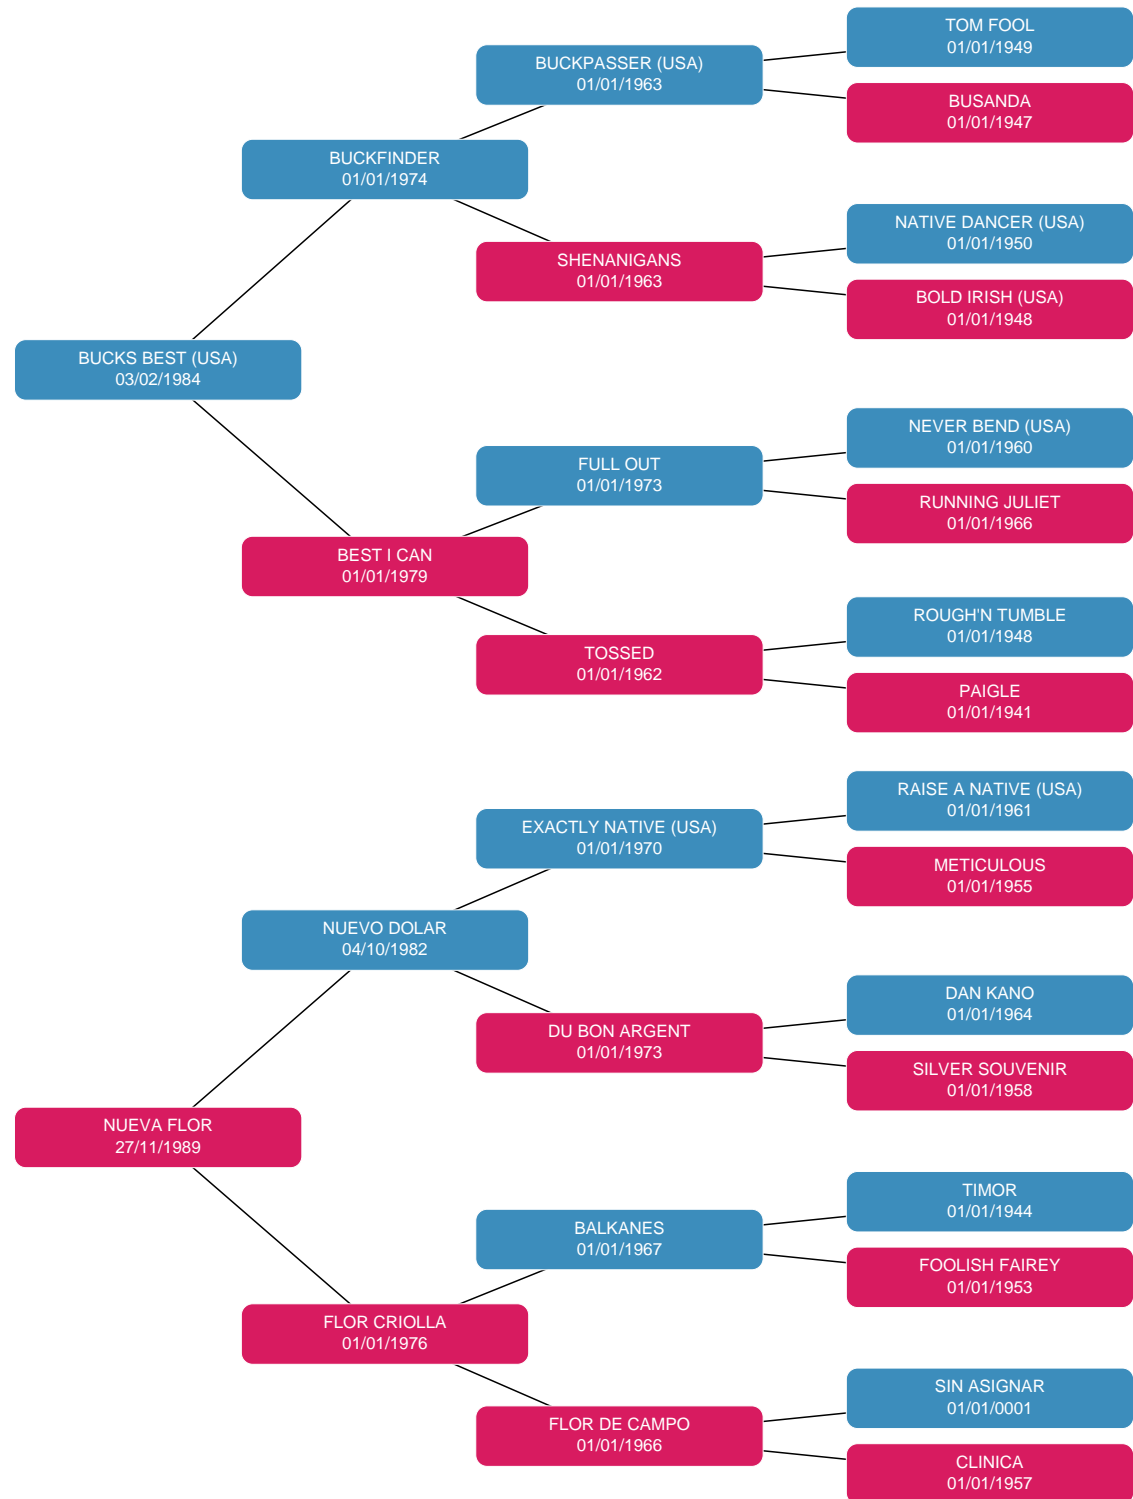 TOM FOOL
01/01/1949
BUCKPASSER (USA)
01/01/1963
BUSANDA
01/01/1947
BUCKFINDER
01/01/1974
NATIVE DANCER (USA)
01/01/1950
SHENANIGANS
01/01/1963
BOLD IRISH (USA)
01/01/1948
BUCKS BEST (USA)
03/02/1984
NEVER BEND (USA)
01/01/1960
FULL OUT
01/01/1973
RUNNING JULIET
01/01/1966
BEST I CAN
01/01/1979
ROUGH'N TUMBLE
01/01/1948
TOSSED
01/01/1962
PAIGLE
01/01/1941
RAISE A NATIVE (USA)
01/01/1961
EXACTLY NATIVE (USA)
01/01/1970
METICULOUS
01/01/1955
NUEVO DOLAR
04/10/1982
DAN KANO
01/01/1964
DU BON ARGENT
01/01/1973
SILVER SOUVENIR
01/01/1958
NUEVA FLOR
27/11/1989
TIMOR
01/01/1944
BALKANES
01/01/1967
FOOLISH FAIREY
01/01/1953
FLOR CRIOLLA
01/01/1976
SIN ASIGNAR
01/01/0001
FLOR DE CAMPO
01/01/1966
CLINICA
01/01/1957